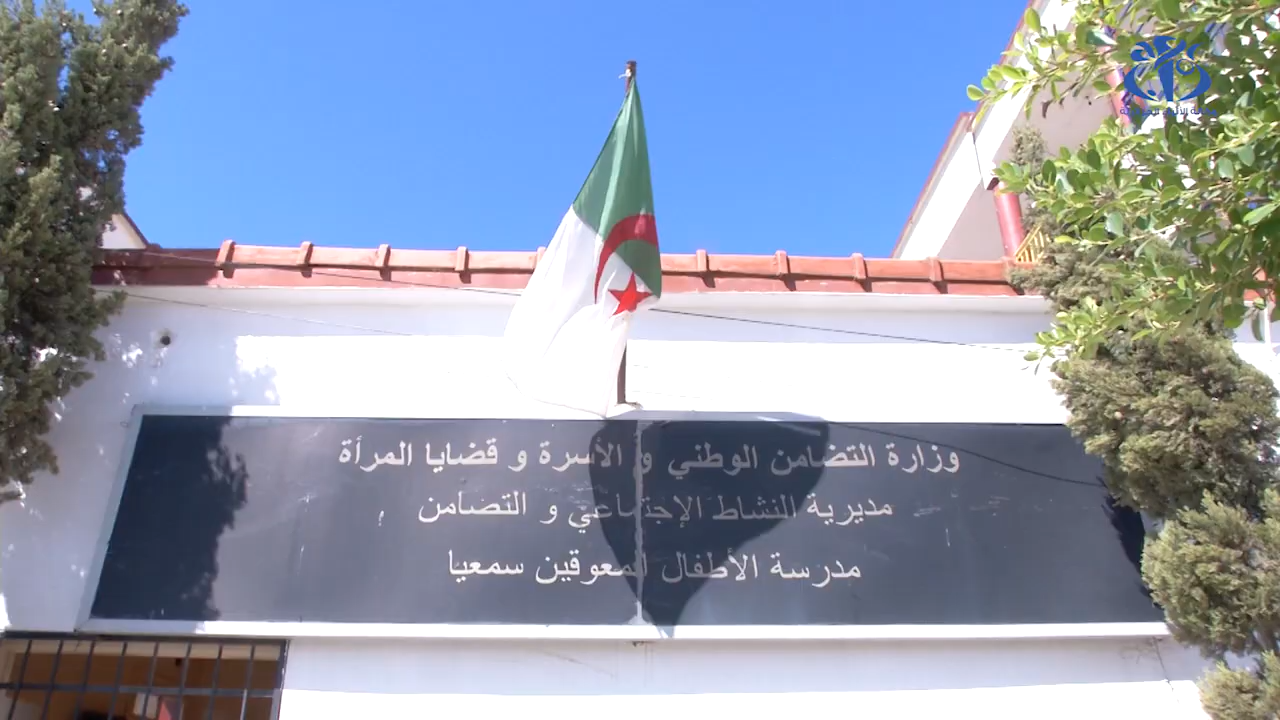 وزارة التضامن الوطني و الأسرة و قضايا المرأة
مديرية النشاط الإجتماعي و التضامن
مدرسة الأطفال المعوقين سمعيا